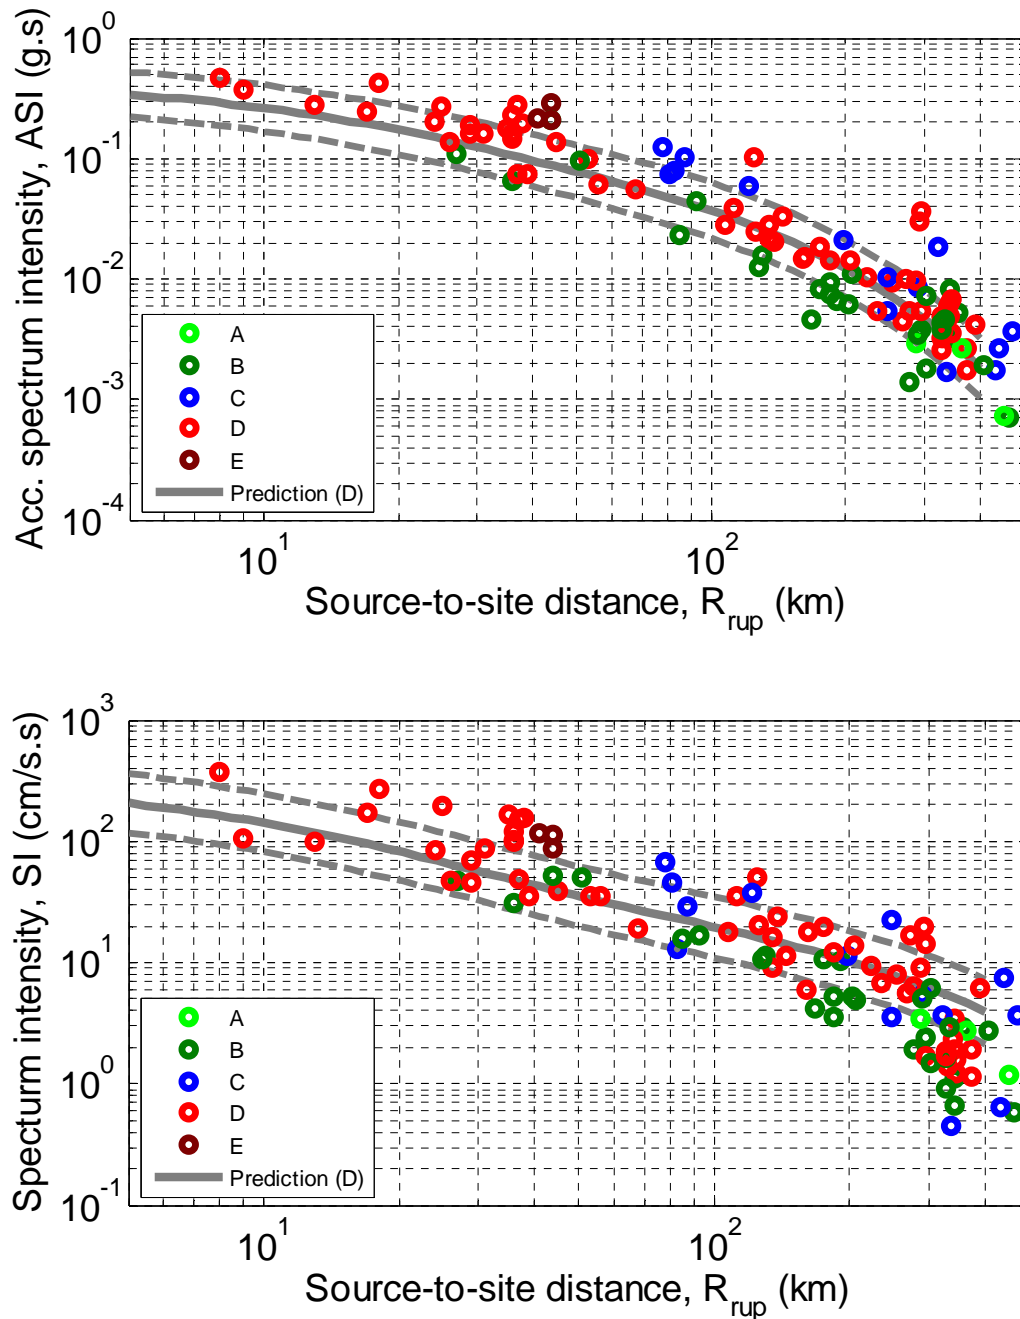 Acc. spectrum intensity, ASI (g.s)
10^0
10^-1
10^-2
10^-3
10^-4
A
B
C
D
E
Prediction (D)
10^1
10^2
Source-to-site distance, R_rup (km)
Specturm intensity, SI (cm/s.s)
10^3
10^2
10^1
10^0
10^-1
A
B
C
D
E
Prediction (D)
10^1
10^2
Source-to-site distance, R_rup (km)